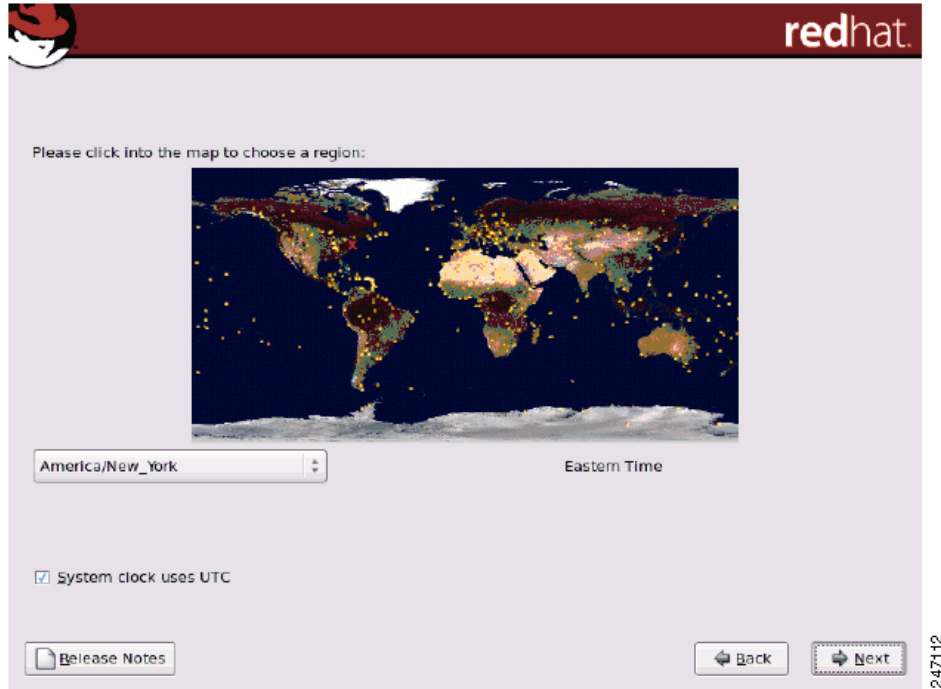 redhat.
Please click into the map to choose a region:
America/New_York
Eastern Time
System clock uses UTC
Release Notes
Back
Next
247112